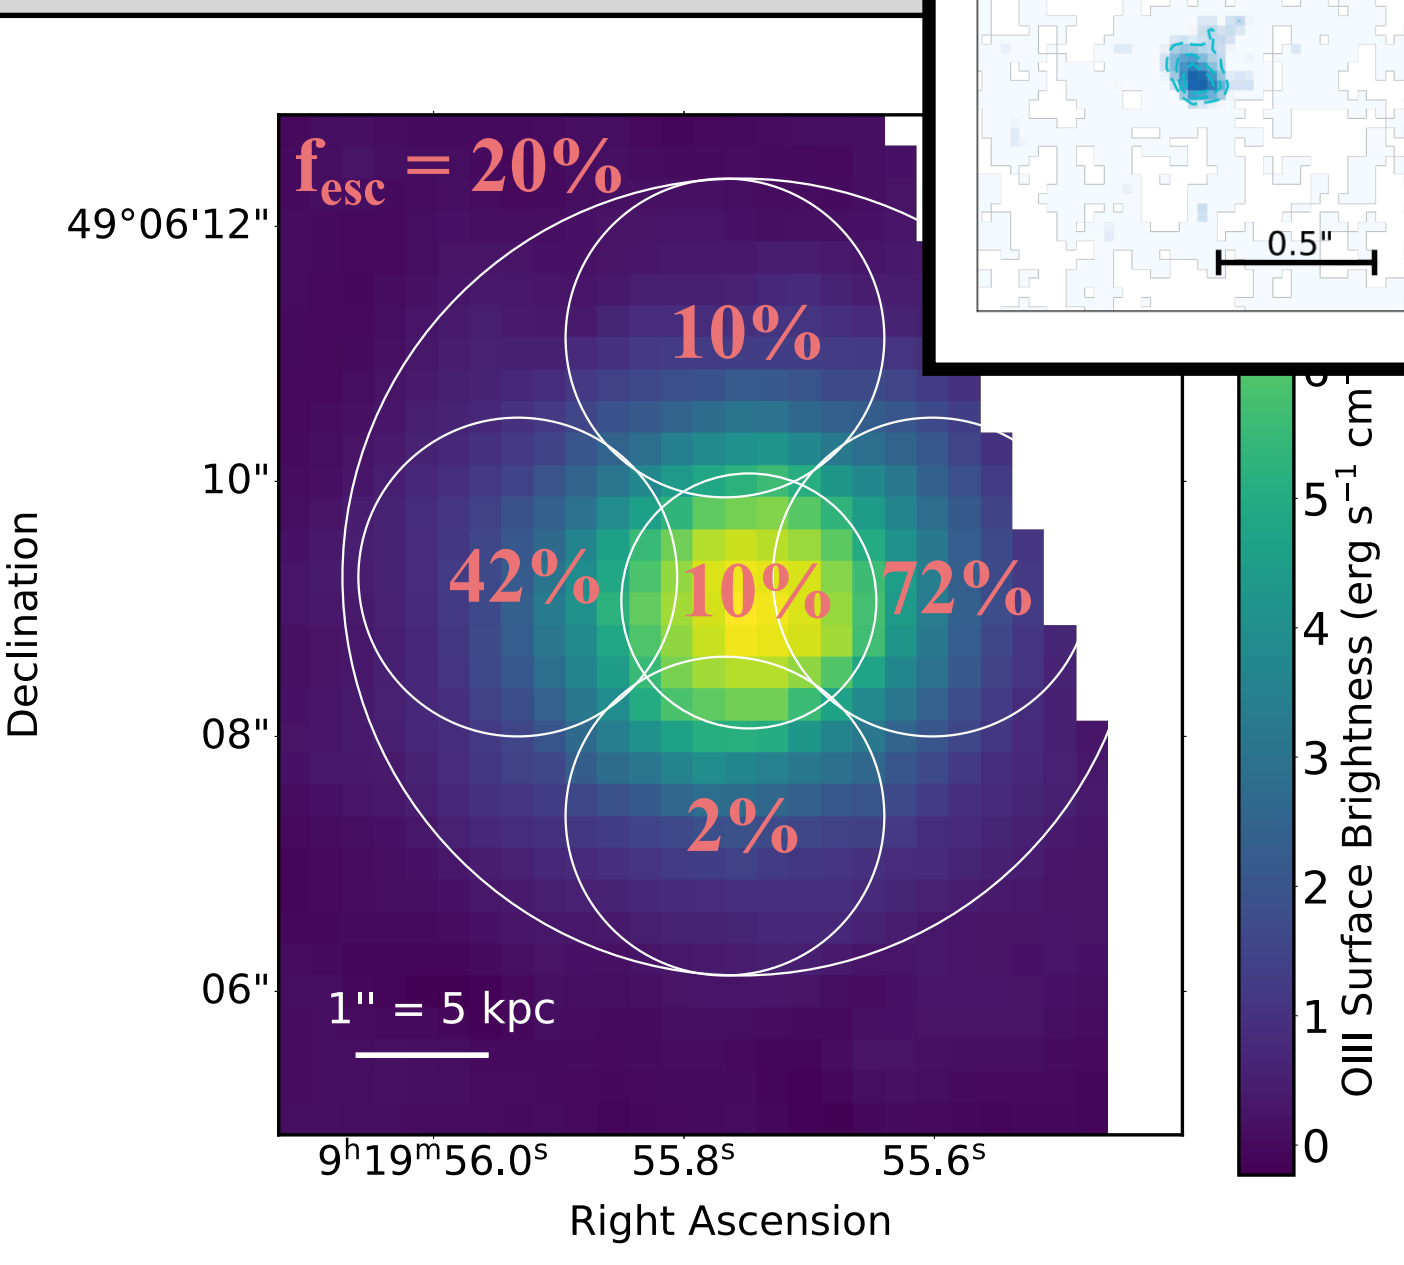 0.5"
f_esc = 20%
49°06'12"
10"
08"
06"
Declination
10%
42%
10%
72%
2%
1" = 5 kpc
9ʰ19ᵐ56.0ˢ
55.8ˢ
55.6ˢ
Right Ascension
5
4
3
2
1
0
OIII Surface Brightness (erg s⁻¹ cm⁻